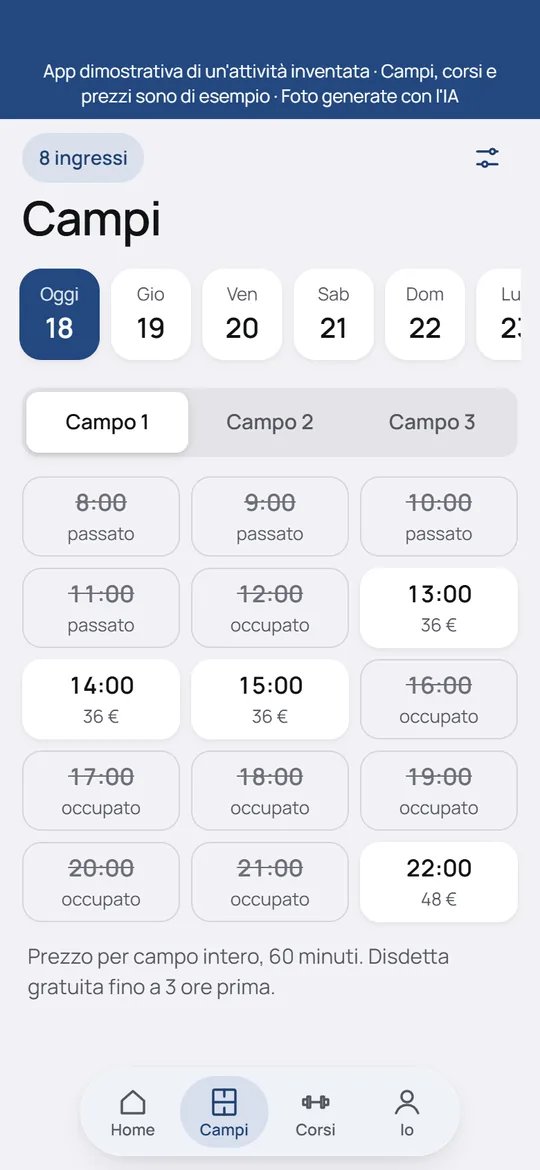 App dimostrativa di un'attività inventata · Campi, corsi e
prezzi sono di esempio · Foto generate con l'IA
8 ingressi
Campi
Oggi Gio Ven Sab Dom Lu
18 19 20 21 22 23
Campo 1 Campo 2 Campo 3
8:00 9:00 10:00
passato passato passato
11:00 12:00 13:00
passato occupato 36 €
14:00 15:00 16:00
36 € 36 € occupato
17:00 18:00 19:00
occupato occupato occupato
20:00 21:00 22:00
occupato occupato 48 €
Prezzo per campo intero, 60 minuti. Disdetta
gratuita fino a 3 ore prima.
Home Campi Corsi Io